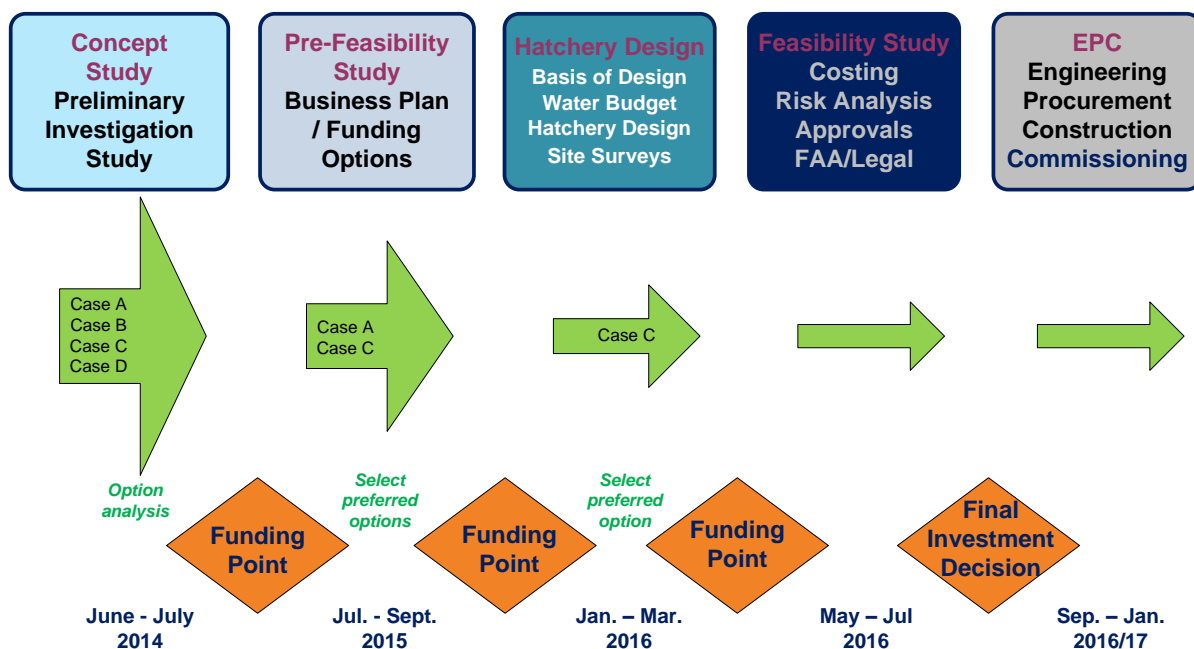 Concept
Study
Preliminary
Investigation
Study
Pre-Feasibility
Study
Business Plan
/ Funding
Options
Hatchery Design
Basis of Design
Water Budget
Hatchery Design
Site Surveys
Feasibility Study
Costing
Risk Analysis
Approvals
FAA/Legal
EPC
Engineering
Procurement
Construction
Commissioning
Case A
Case B
Case C
Case D
Case A
Case C
Case C
Option
analysis
Funding
Point
Select
preferred
options
Funding
Point
Select
preferred
option
Funding
Point
Final
Investment
Decision
June - July
2014
Jul. - Sept.
2015
Jan. – Mar.
2016
May – Jul
2016
Sep. – Jan.
2016/17